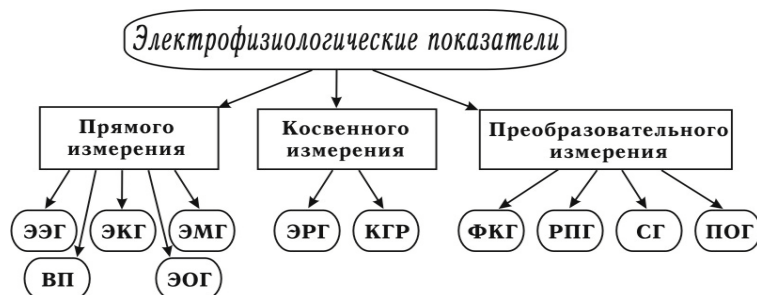 Электрофизиологические показатели
Прямого
измерения
Косвенного
измерения
Преобразовательного
измерения
ЭЭГ
ЭКГ
ЭМГ
ЭРГ
КГР
ФКГ
РПГ
СГ
ПОГ
ВП
ЭОГ